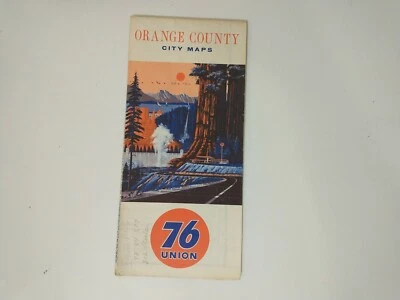 ORANGE COUNTY
CITY MAPS
76
UNION